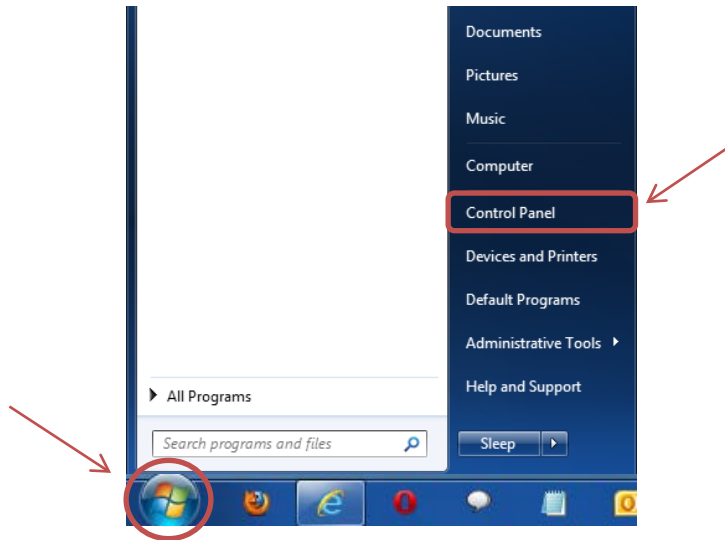 Documents
Pictures
Music
Computer
Control Panel
Devices and Printers
Default Programs
Administrative Tools
Help and Support
All Programs
Search programs and files
Sleep